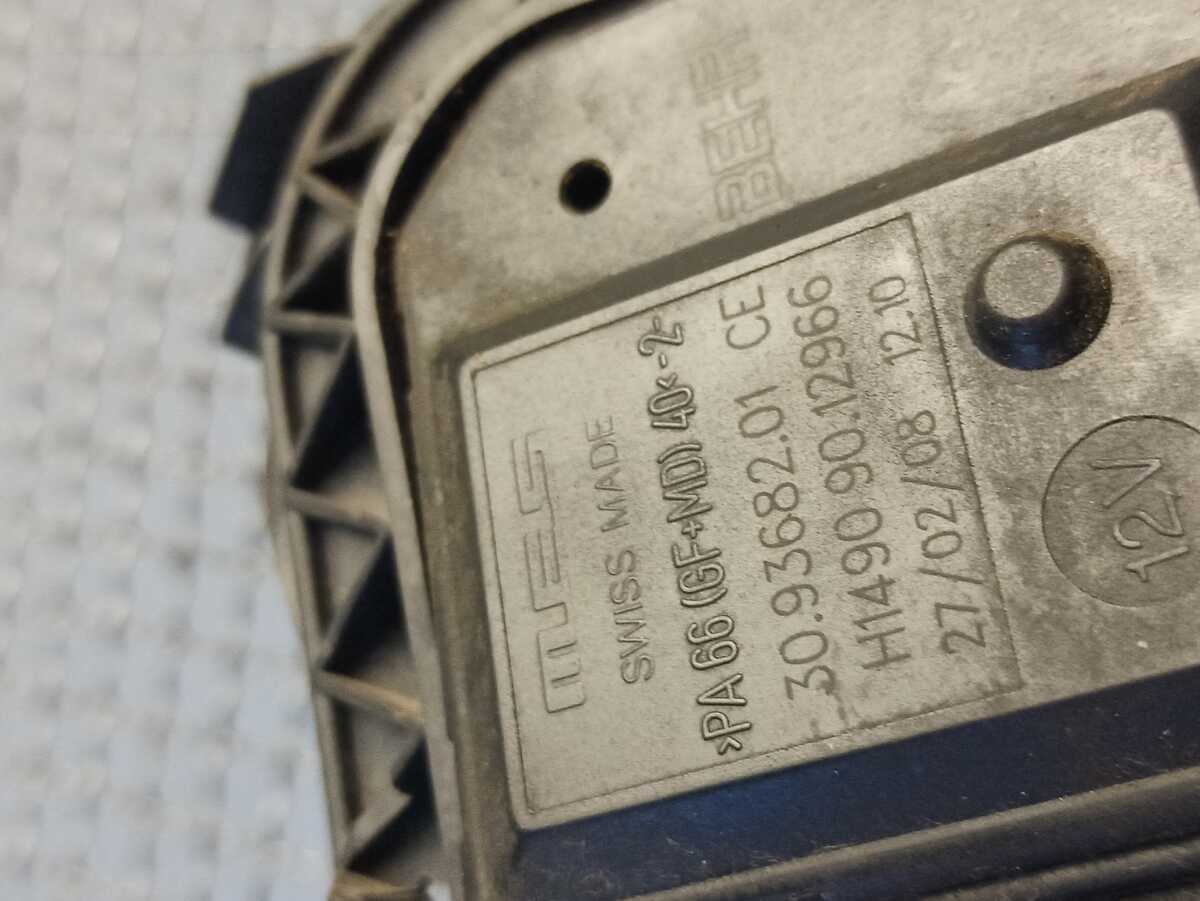 BEHR
mes
SWISS MADE
>PA 66 (GF+MD) 40<-2-
30.93682.01 CE
H1490.90.12966
27/02/08 12.10
12V